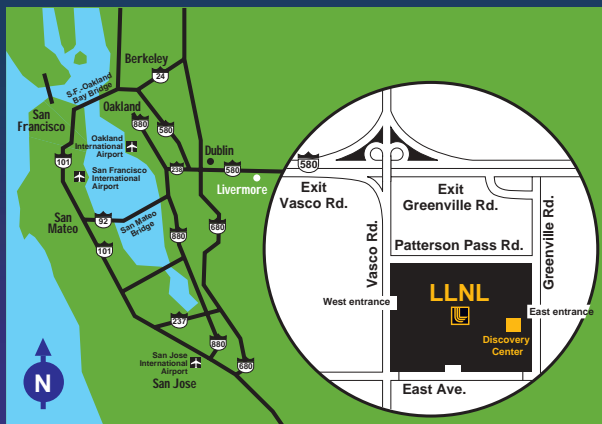 Berkeley
24
S.F.-Oakland
Bay Bridge
San
Francisco
Oakland
880
580
Oakland
International
Airport
Dublin
101
238
580
580
San Francisco
International
Airport
Livermore
San
Mateo
92
San Mateo
Bridge
880
680
101
237
San Jose
International
Airport
880
680
San Jose
N
Exit
Vasco Rd.
Exit
Greenville Rd.
Vasco Rd.
Greenville Rd.
Patterson Pass Rd.
LLNL
West entrance
East entrance
Discovery
Center
East Ave.